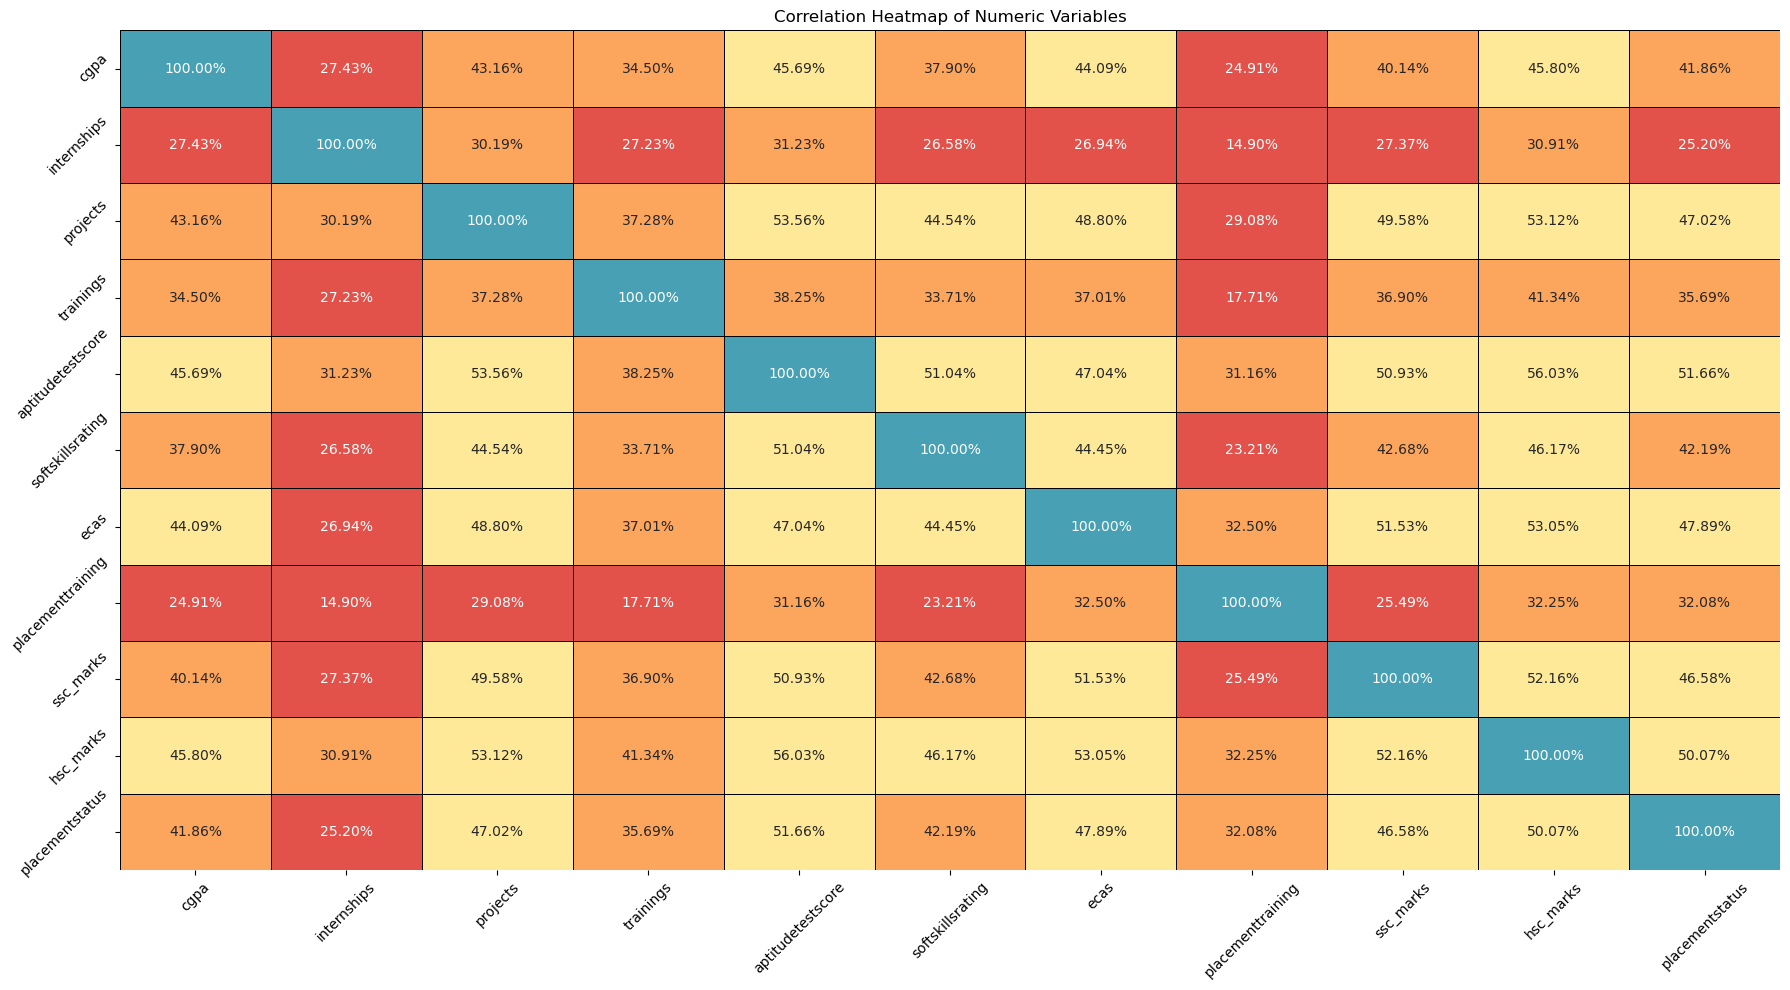 Correlation Heatmap of Numeric Variables
cgpa 100.00% 27.43% 43.16% 34.50% 45.69% 37.90% 44.09% 24.91% 40.14% 45.80% 41.86%
internships 27.43% 100.00% 30.19% 27.23% 31.23% 26.58% 26.94% 14.90% 27.37% 30.91% 25.20%
projects 43.16% 30.19% 100.00% 37.28% 53.56% 44.54% 48.80% 29.08% 49.58% 53.12% 47.02%
trainings 34.50% 27.23% 37.28% 100.00% 38.25% 33.71% 37.01% 17.71% 36.90% 41.34% 35.69%
aptitudetestscore 45.69% 31.23% 53.56% 38.25% 100.00% 51.04% 47.04% 31.16% 50.93% 56.03% 51.66%
softskillsrating 37.90% 26.58% 44.54% 33.71% 51.04% 100.00% 44.45% 23.21% 42.68% 46.17% 42.19%
ecas 44.09% 26.94% 48.80% 37.01% 47.04% 44.45% 100.00% 32.50% 51.53% 53.05% 47.89%
placementtraining 24.91% 14.90% 29.08% 17.71% 31.16% 23.21% 32.50% 100.00% 25.49% 32.25% 32.08%
ssc_marks 40.14% 27.37% 49.58% 36.90% 50.93% 42.68% 51.53% 25.49% 100.00% 52.16% 46.58%
hsc_marks 45.80% 30.91% 53.12% 41.34% 56.03% 46.17% 53.05% 32.25% 52.16% 100.00% 50.07%
placementstatus 41.86% 25.20% 47.02% 35.69% 51.66% 42.19% 47.89% 32.08% 46.58% 50.07% 100.00%
cgpa internships projects trainings aptitudetestscore softskillsrating ecas placementtraining ssc_marks hsc_marks placementstatus